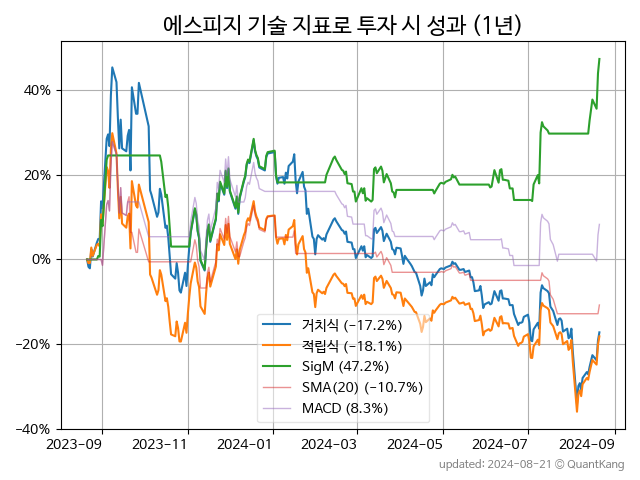 에스피지 기술 지표로 투자 시 성과 (1년)
40%
20%
0%
−20%
−40%
거치식 (−17.2%)
적립식 (−18.1%)
SigM (47.2%)
SMA(20) (−10.7%)
MACD (8.3%)
2023-09 2023-11 2024-01 2024-03 2024-05 2024-07 2024-09
updated: 2024-08-21 © QuantKang